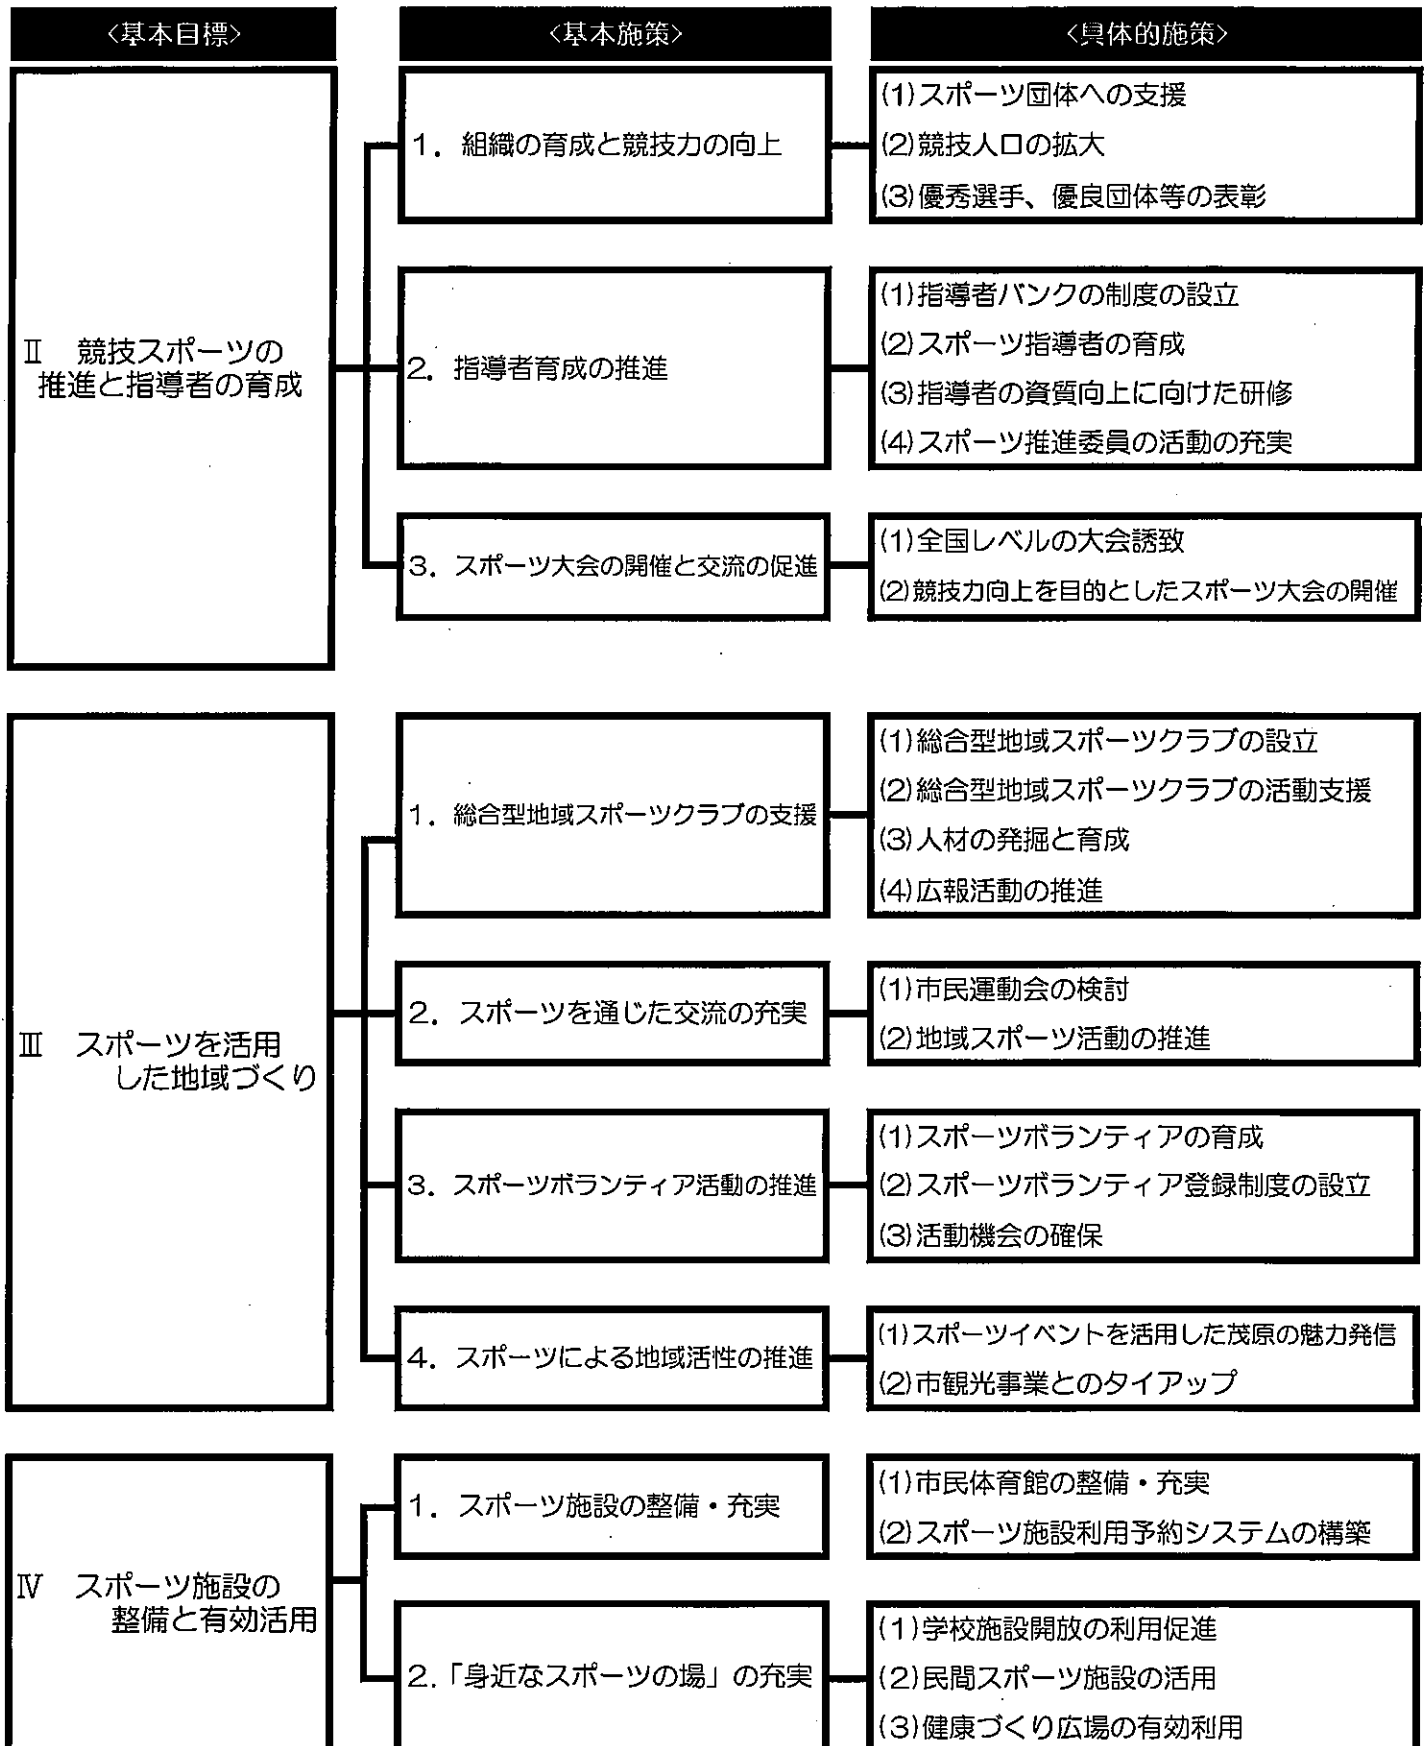 〈基本目標〉
〈基本施策〉
〈具体的施策〉
Ⅱ 競技スポーツの
推進と指導者の育成
1. 組織の育成と競技力の向上
(1)スポーツ団体への支援
(2)競技人口の拡大
(3)優秀選手、優良団体等の表彰
2. 指導者育成の推進
(1)指導者バンクの制度の設立
(2)スポーツ指導者の育成
(3)指導者の資質向上に向けた研修
(4)スポーツ推進委員の活動の充実
3. スポーツ大会の開催と交流の促進
(1)全国レベルの大会誘致
(2)競技力向上を目的としたスポーツ大会の開催
Ⅲ スポーツを活用
した地域づくり
1. 総合型地域スポーツクラブの支援
(1)総合型地域スポーツクラブの設立
(2)総合型地域スポーツクラブの活動支援
(3)人材の発掘と育成
(4)広報活動の推進
2. スポーツを通じた交流の充実
(1)市民運動会の検討
(2)地域スポーツ活動の推進
3. スポーツボランティア活動の推進
(1)スポーツボランティアの育成
(2)スポーツボランティア登録制度の設立
(3)活動機会の確保
4. スポーツによる地域活性の推進
(1)スポーツイベントを活用した茂原の魅力発信
(2)市観光事業とのタイアップ
Ⅳ スポーツ施設の
整備と有効活用
1. スポーツ施設の整備・充実
(1)市民体育館の整備・充実
(2)スポーツ施設利用予約システムの構築
2.「身近なスポーツの場」の充実
(1)学校施設開放の利用促進
(2)民間スポーツ施設の活用
(3)健康づくり広場の有効利用